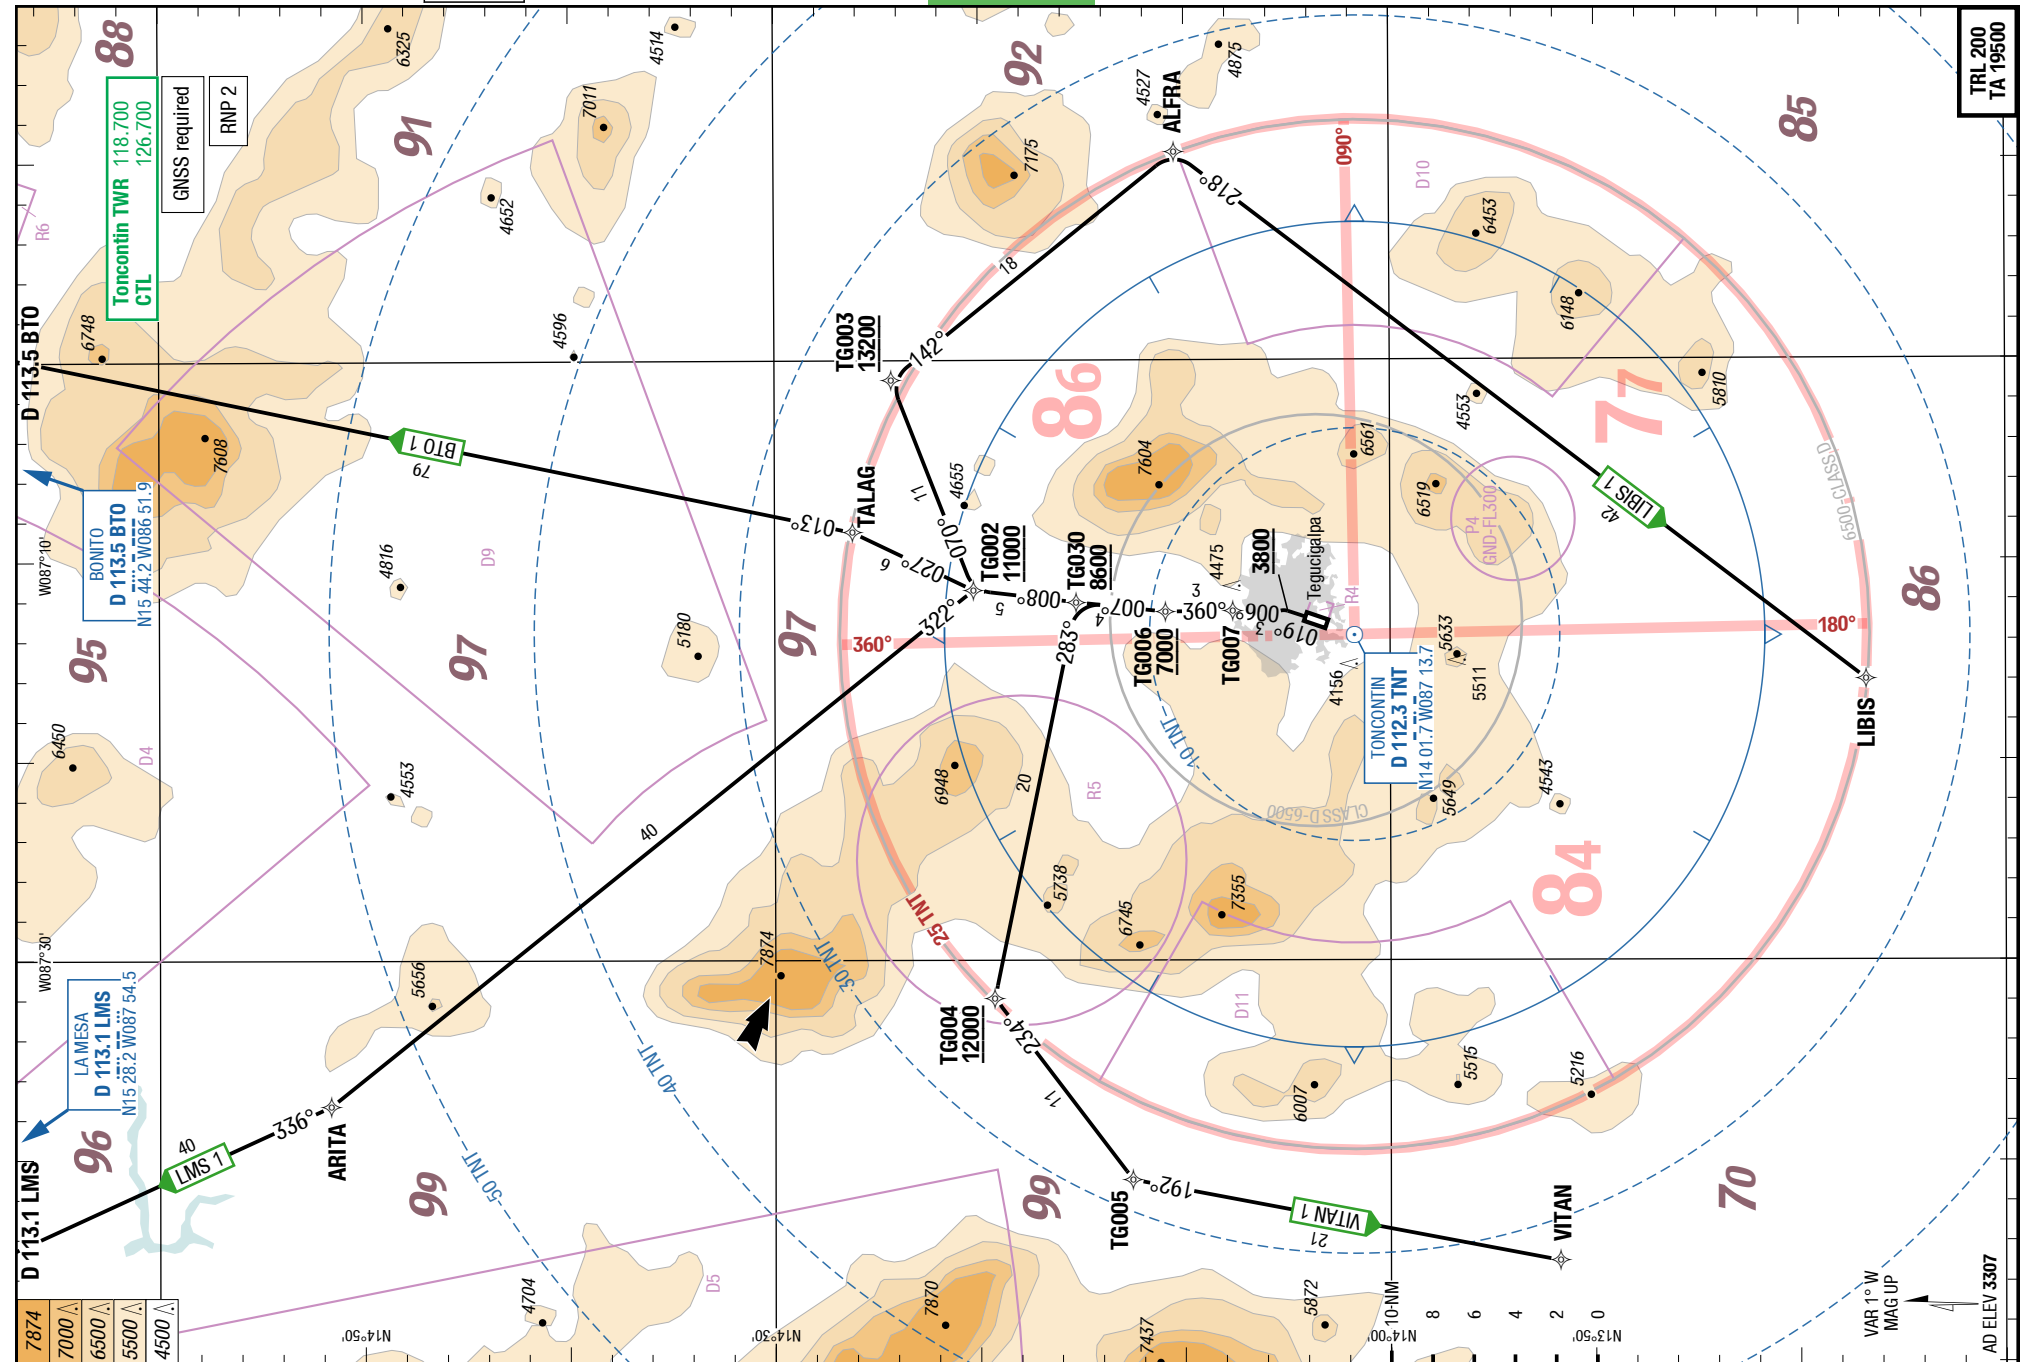 7874
7000
6500
5500
4500
88
Toncontin TWR 118.700
CTL 126.700
GNSS required
RNP 2
TRL 200
TA 19500
VAR 1° W
MAG UP
AD ELEV 3307
D 113.5 BTO
BONITO
D 113.5 BTO
N15 44.2 W086 51.9
LA MESA
D 113.1 LMS
N15 28.2 W087 54.5
D 113.1 LMS
TONCONTIN
D 112.3 TNT
N14 01.7 W087 13.7
W087°10'
W087°30'
N14°50'
N14°30'
N14°00'
N13°50'
10-NM
8
6
4
2
0
91
92
85
95
97
97
96
99
99
86
70
86
77
84
R6
D9
D4
D5
D10
D11
R5
R4
P4
GND-FL300
6325
4514
7011
4652
4596
6748
7608
4816
5180
6450
4553
5656
4704
7874
7870
7437
5872
6948
5738
6745
7355
6007
5515
5216
4543
5649
5633
5511
4156
4475
4655
7604
6561
6519
4553
5810
6148
6453
7175
4527
4875
BTO 1
79
013°
TALAG
9
027°
TG002
11000
5
008°
TG030
8600
4
007°
TG006
7000
3
360°
TG007
3
006°
3800
019°
Tegucigalpa
11
070°
TG003
13200
142°
18
ALFRA
218°
LIBIS 1
42
LIBIS
322°
40
ARITA
336°
40
LMS 1
283°
20
TG004
12000
234°
11
TG005
192°
VITAN 1
21
VITAN
360°
090°
180°
25 TNT
10 TNT
30 TNT
40 TNT
50 TNT
CLASS D-6500
6500 CLASS D